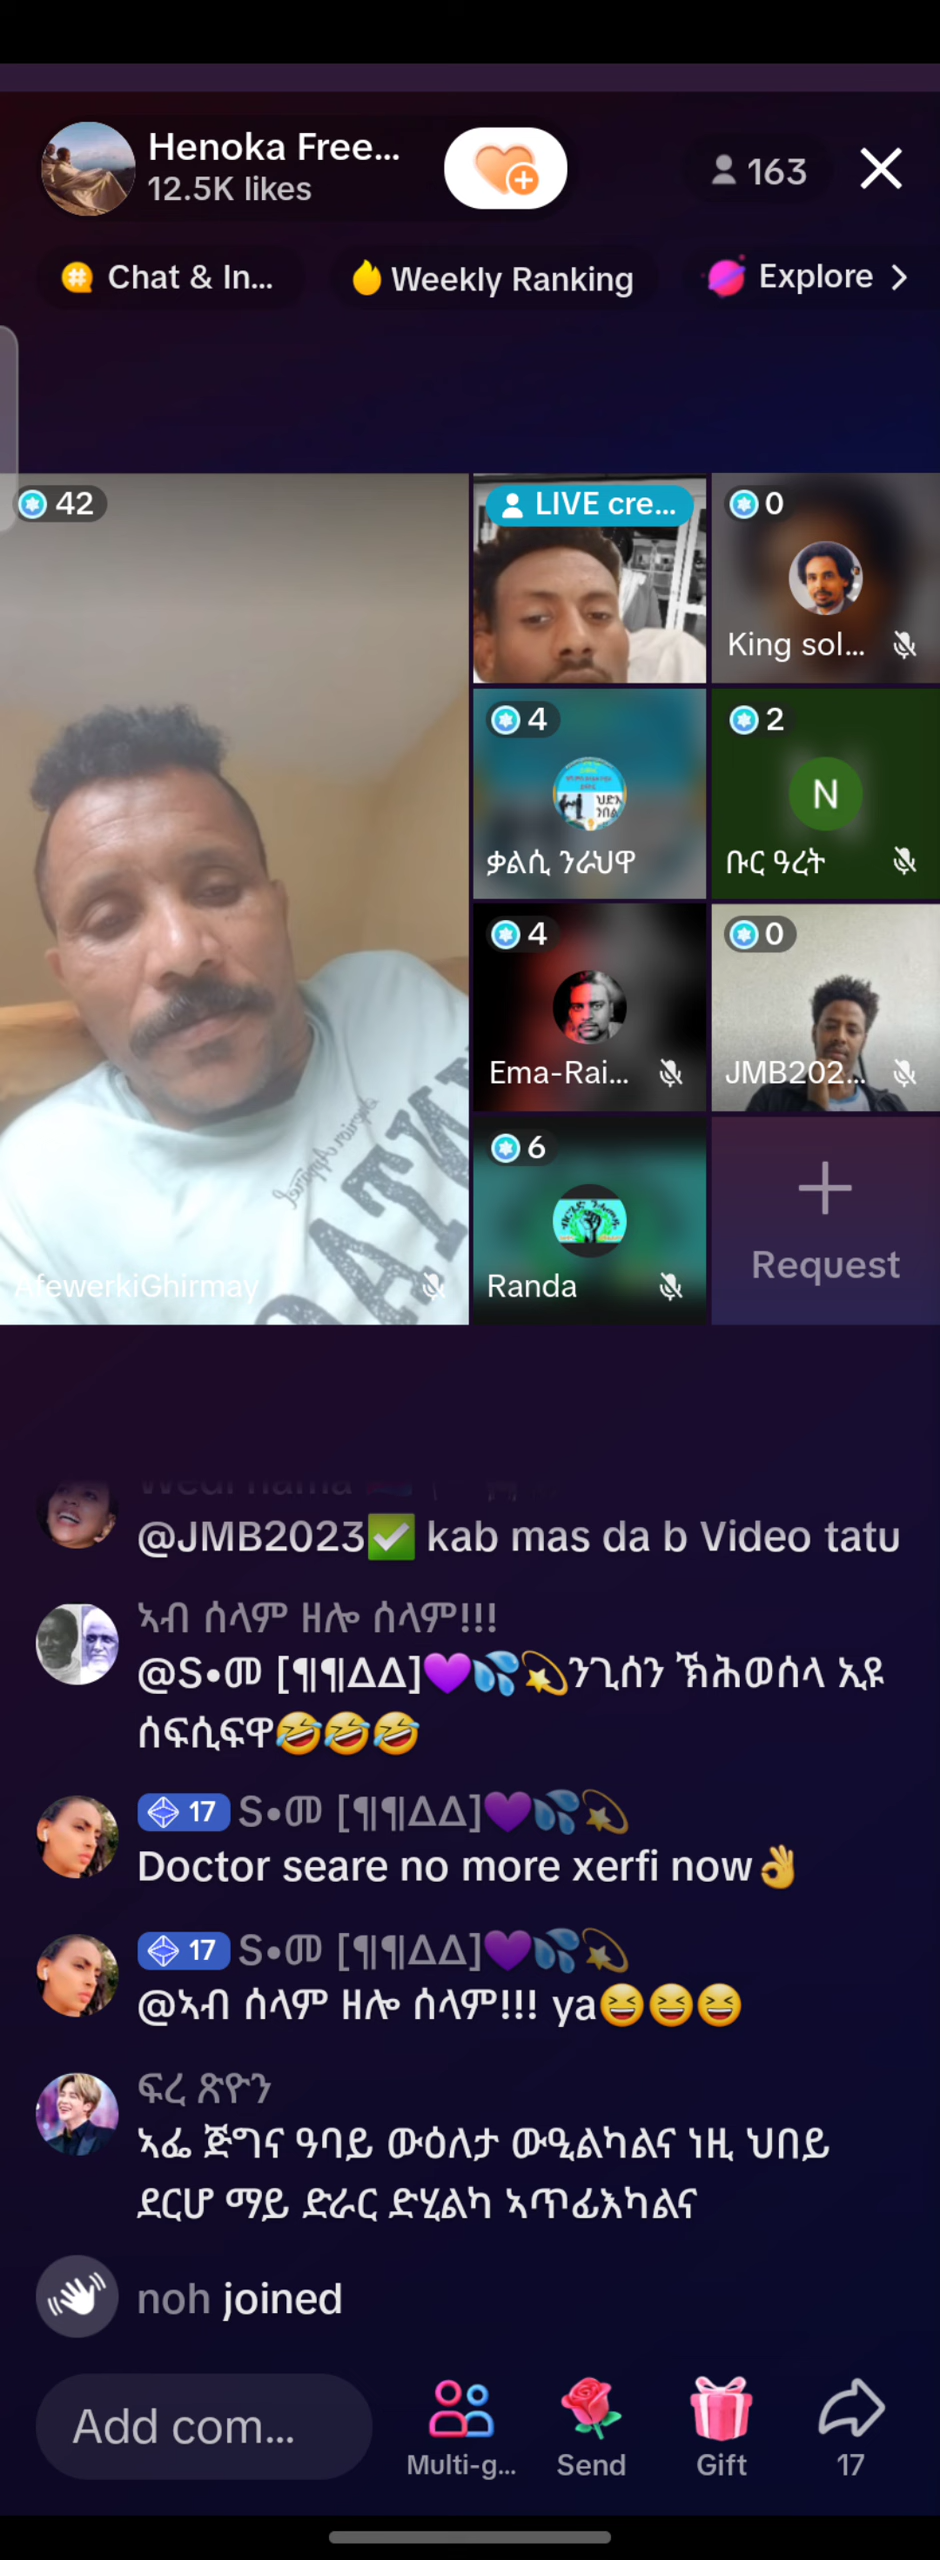 Henoka Free...
12.5K likes
163
Chat & In...
Weekly Ranking
Explore
42
LIVE cre...
0
King sol...
4
ቃልሲ ንራህዋ
2
N
ቡር ዓረት
4
Ema-Rai...
0
JMB202...
AfewerkiGhirmay
6
Randa
Request
@JMB2023✅ kab mas da b Video tatu
ኣብ ሰላም ዘሎ ሰላም!!!
@S•መ [¶¶ΔΔ]💜💦💫ንጊሰን ኽሕወሰላ ኢዩ
ሰፍሲፍዋ🤣🤣🤣
17 S•መ [¶¶ΔΔ]💜💦💫
Doctor seare no more xerfi now👌
17 S•መ [¶¶ΔΔ]💜💦💫
@ኣብ ሰላም ዘሎ ሰላም!!! ya😆😆😆
ፍረ ጽዮን
ኣፌ ጅግና ዓባይ ውዕለታ ውዒልካልና ነዚ ህበይ
ደርሆ ማይ ድራር ድሂልካ ኣጥፊእካልና
noh joined
Add com...
Multi-g...
Send
Gift
17